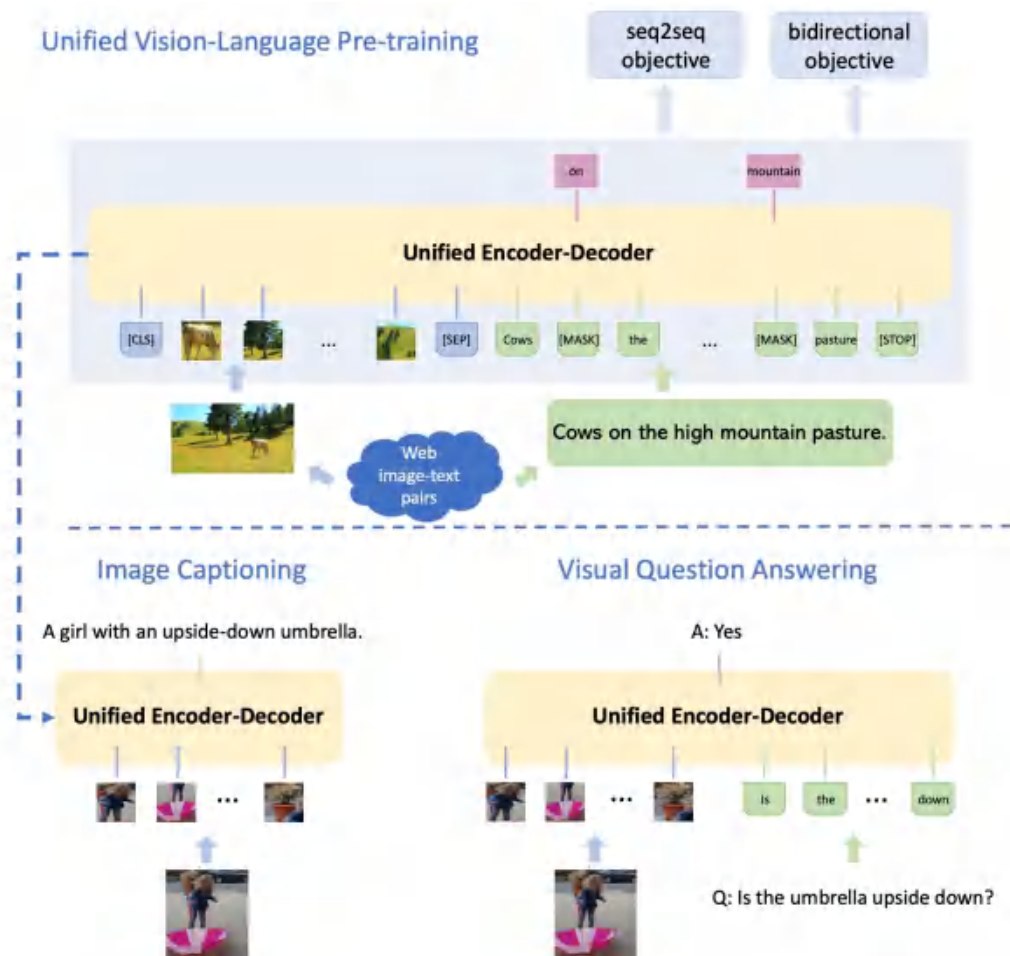 Unified Vision-Language Pre-training
seq2seq
objective
bidirectional
objective
on
mountain
Unified Encoder-Decoder
[CLS]
...
[SEP]
Cows
[MASK]
the
...
[MASK]
pasture
[STOP]
Web
image-text
pairs
Cows on the high mountain pasture.
Image Captioning
A girl with an upside-down umbrella.
Unified Encoder-Decoder
...
Visual Question Answering
A: Yes
Unified Encoder-Decoder
...
Is
the
...
down
Q: Is the umbrella upside down?